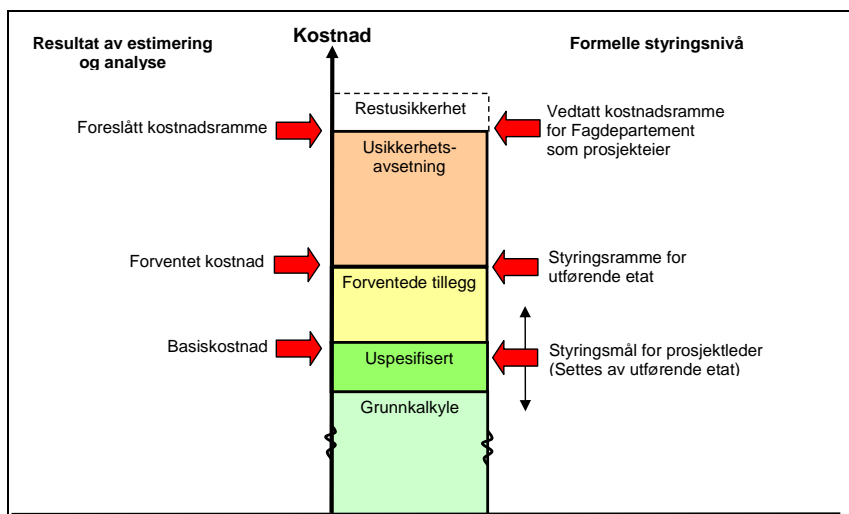 Resultat av estimering
og analyse
Kostnad
Formelle styringsnivå
Restusikkerhet
Foreslått kostnadsramme
Vedtatt kostnadsramme
for Fagdepartement
som prosjekteier
Usikkerhets-
avsetning
Forventet kostnad
Styringsramme for
utførende etat
Forventede tillegg
Basiskostnad
Uspesifisert
Styringsmål for prosjektleder
(Settes av utførende etat)
Grunnkalkyle